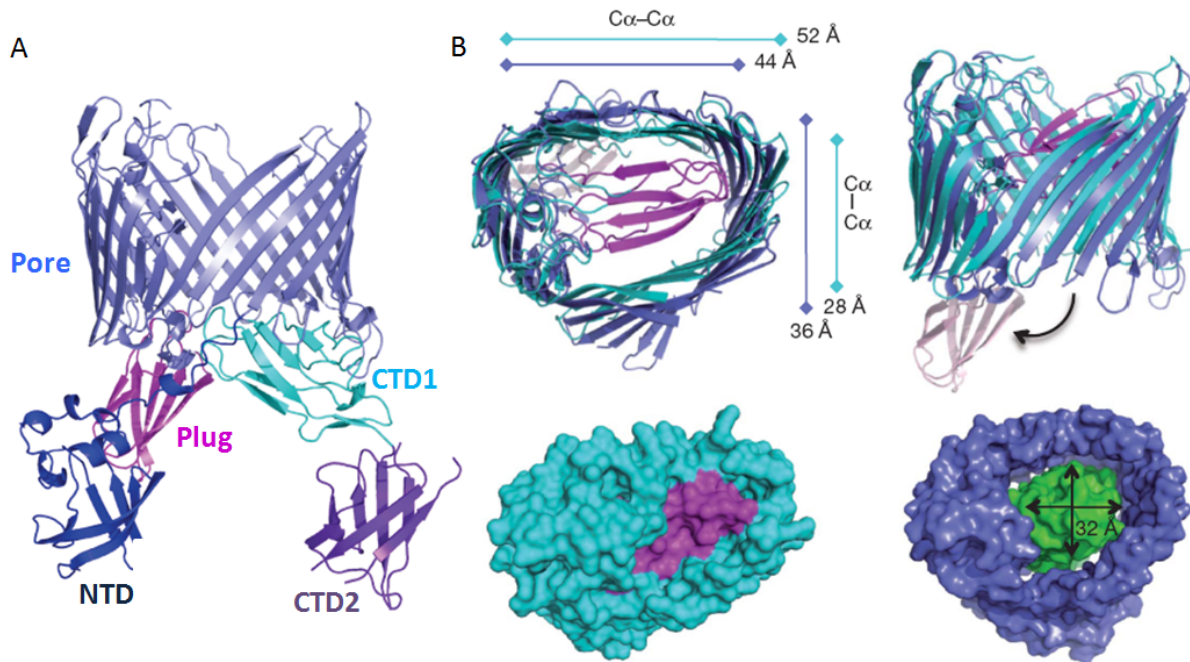 A
B
Cα–Cα
52 Å
44 Å
Cα
–
Cα
28 Å
36 Å
Pore
CTD1
Plug
NTD
CTD2
32 Å